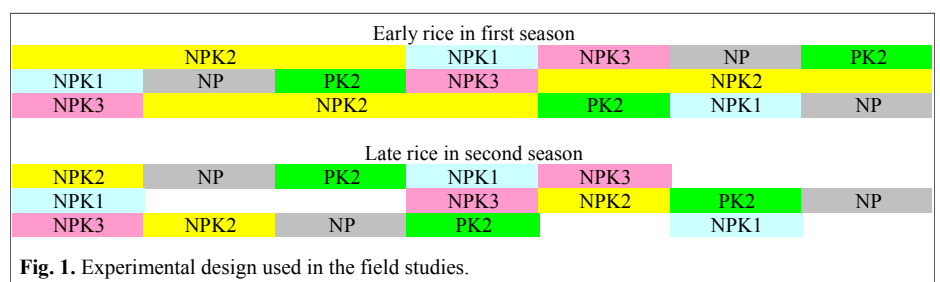 Early rice in first season
NPK2 NPK1 NPK3 NP PK2
NPK1 NP PK2 NPK3 NPK2
NPK3 NPK2 PK2 NPK1 NP
Late rice in second season
NPK2 NP PK2 NPK1 NPK3
NPK1 NPK3 NPK2 PK2 NP
NPK3 NPK2 NP PK2 NPK1
Fig. 1. Experimental design used in the field studies.